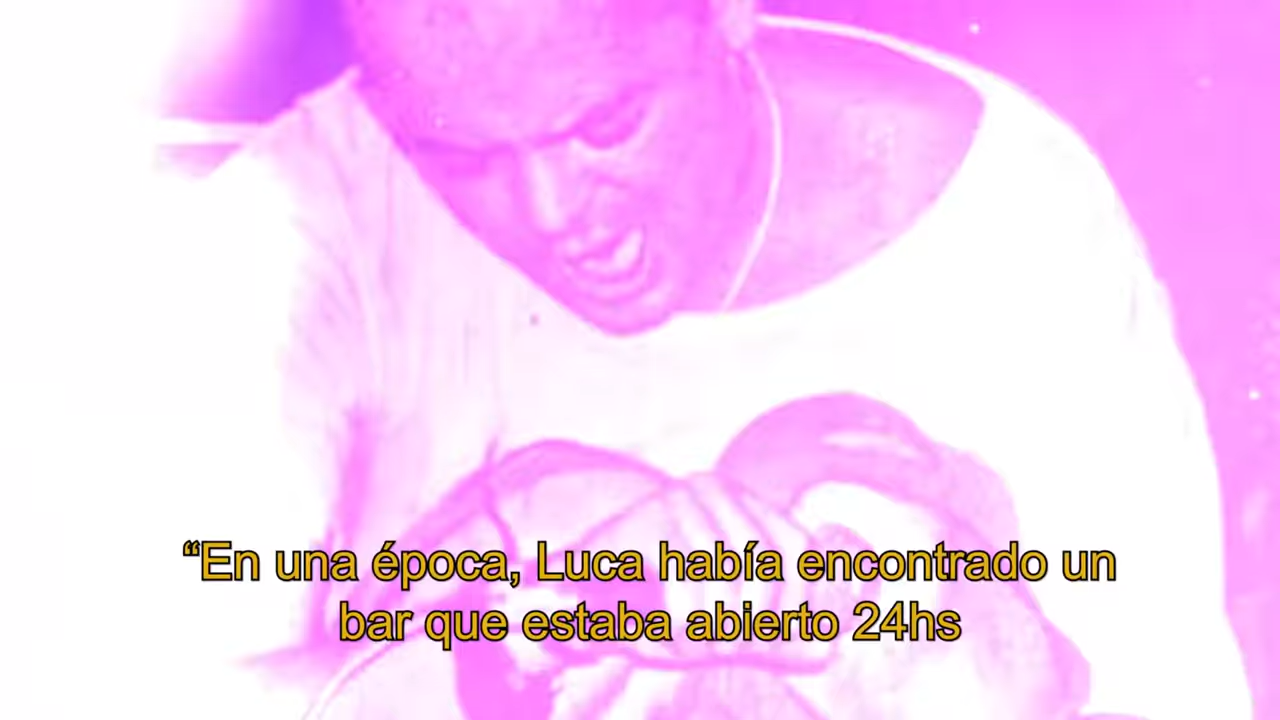 “En una época, Luca había encontrado un
bar que estaba abierto 24hs